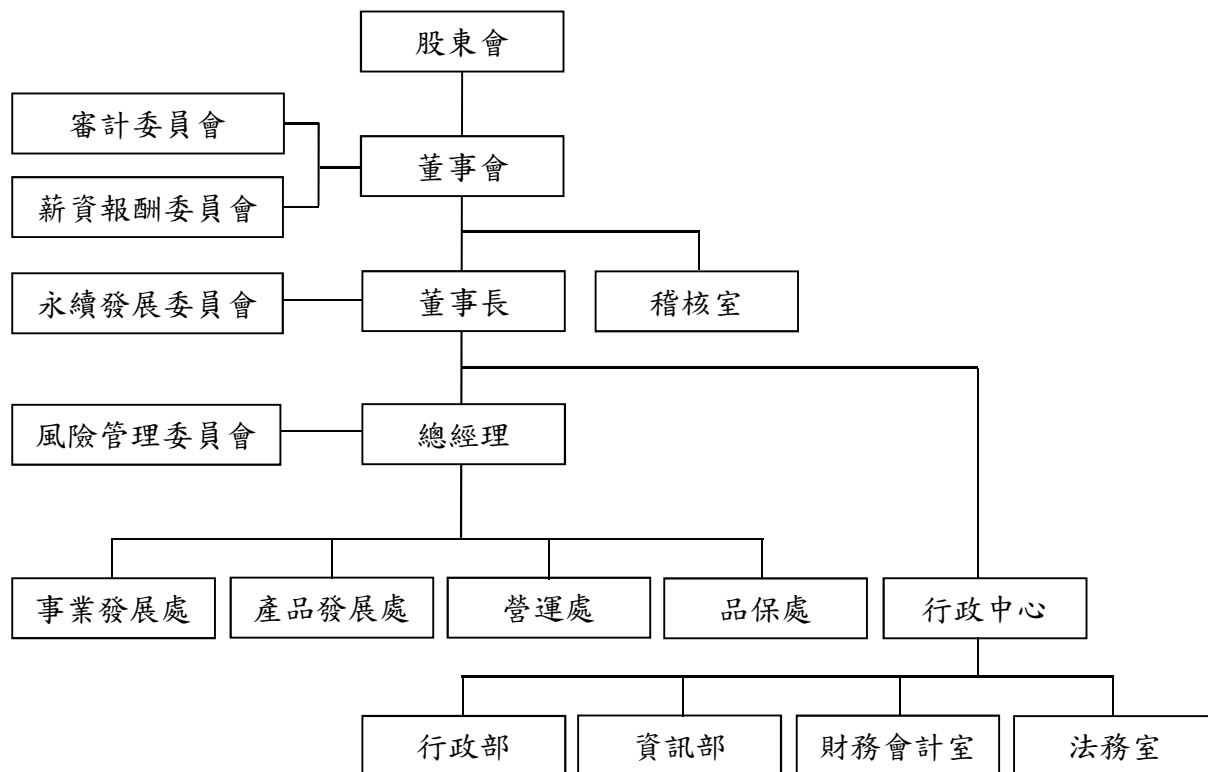 股東會
審計委員會
董事會
薪資報酬委員會
永續發展委員會
董事長
稽核室
風險管理委員會
總經理
事業發展處
產品發展處
營運處
品保處
行政中心
行政部
資訊部
財務會計室
法務室